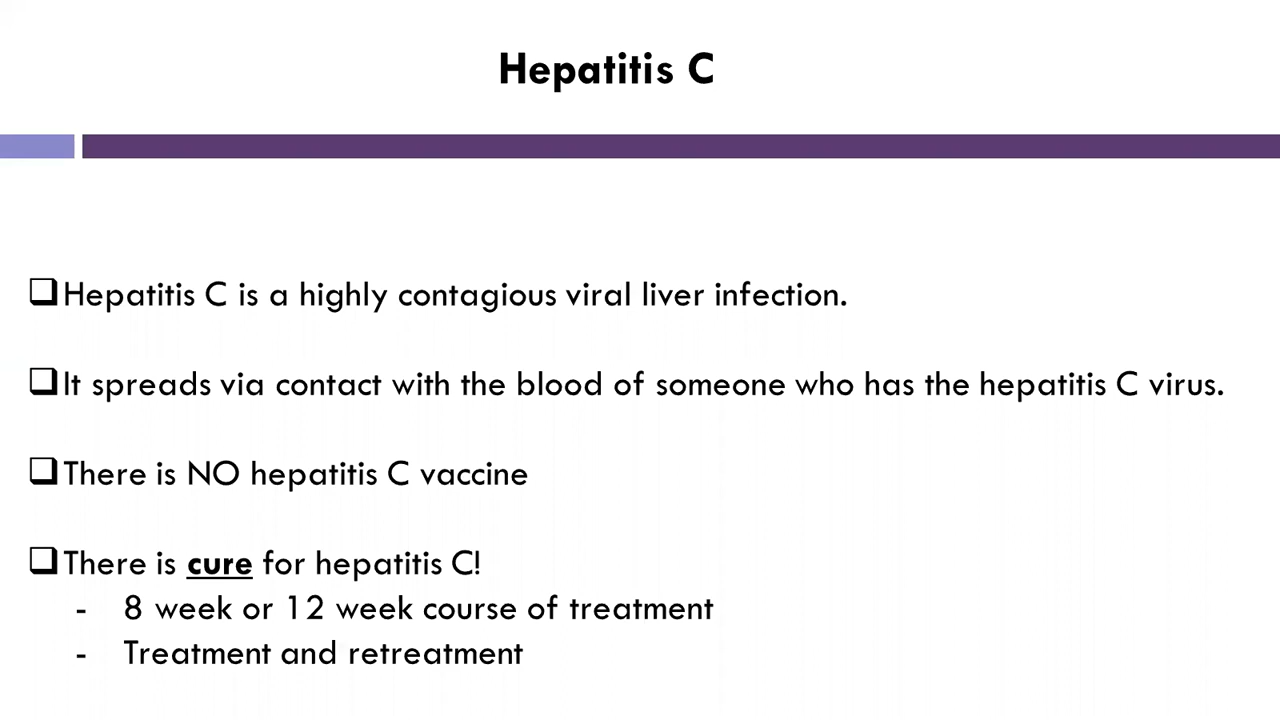 Hepatitis C
❑Hepatitis C is a highly contagious viral liver infection.
❑It spreads via contact with the blood of someone who has the hepatitis C virus.
❑There is NO hepatitis C vaccine
❑There is cure for hepatitis C!
- 8 week or 12 week course of treatment
- Treatment and retreatment